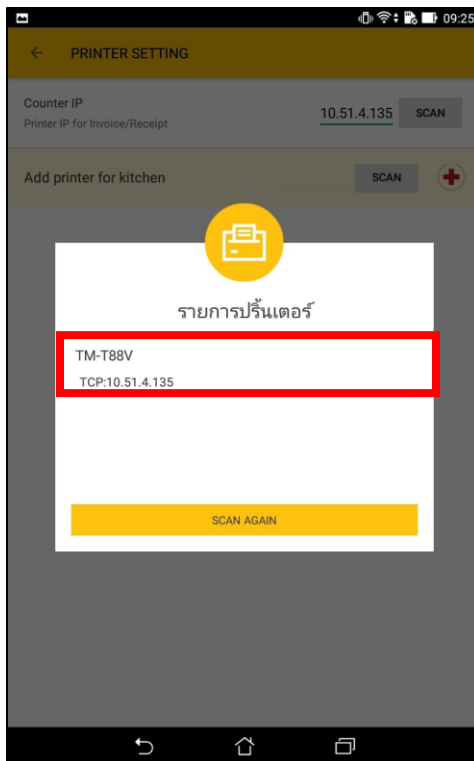 09:25
PRINTER SETTING
Counter IP
Printer IP for Invoice/Receipt
10.51.4.135
SCAN
Add printer for kitchen
SCAN
รายการปริ้นเตอร์
TM-T88V
TCP:10.51.4.135
SCAN AGAIN